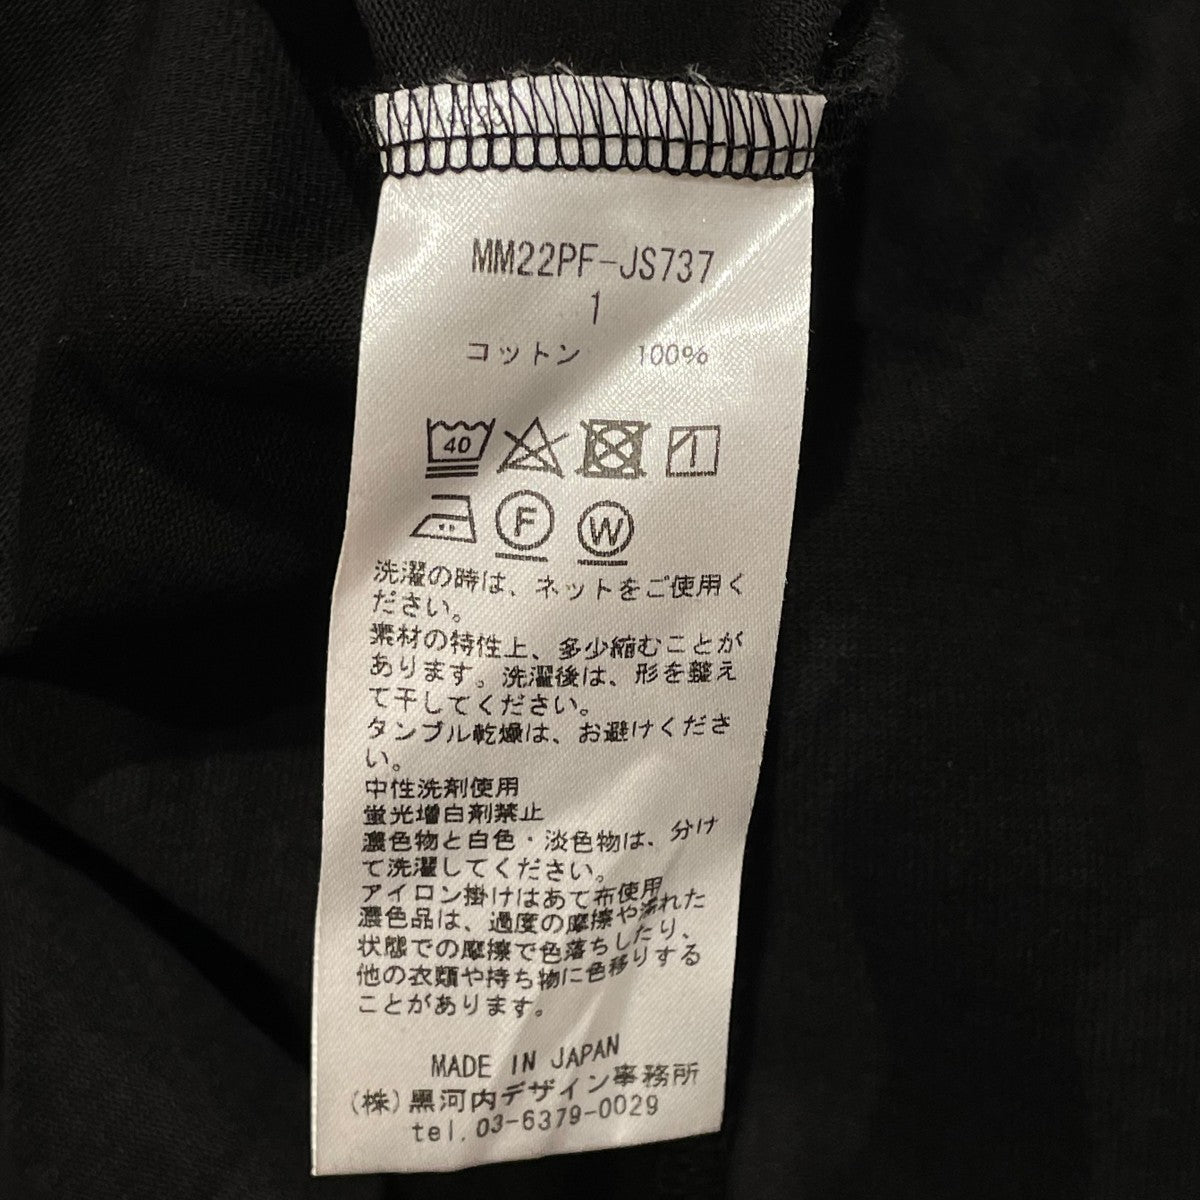 MM22PF-JS737
1
コットン 100%
40
F W
洗濯の時は、ネットをご使用く
ださい。
素材の特性上、多少縮むことが
あります。洗濯後は、形を整え
て干してください。
タンブル乾燥は、お避けくださ
い。
中性洗剤使用
蛍光増白剤禁止
濃色物と白色・淡色物は、分け
て洗濯してください。
アイロン掛けはあて布使用
濃色品は、過度の摩擦や汚れた
状態での摩擦で色落ちしたり、
他の衣類や持ち物に色移りする
ことがあります。
MADE IN JAPAN
(株)黒河内デザイン事務所
tel.03-6379-0029